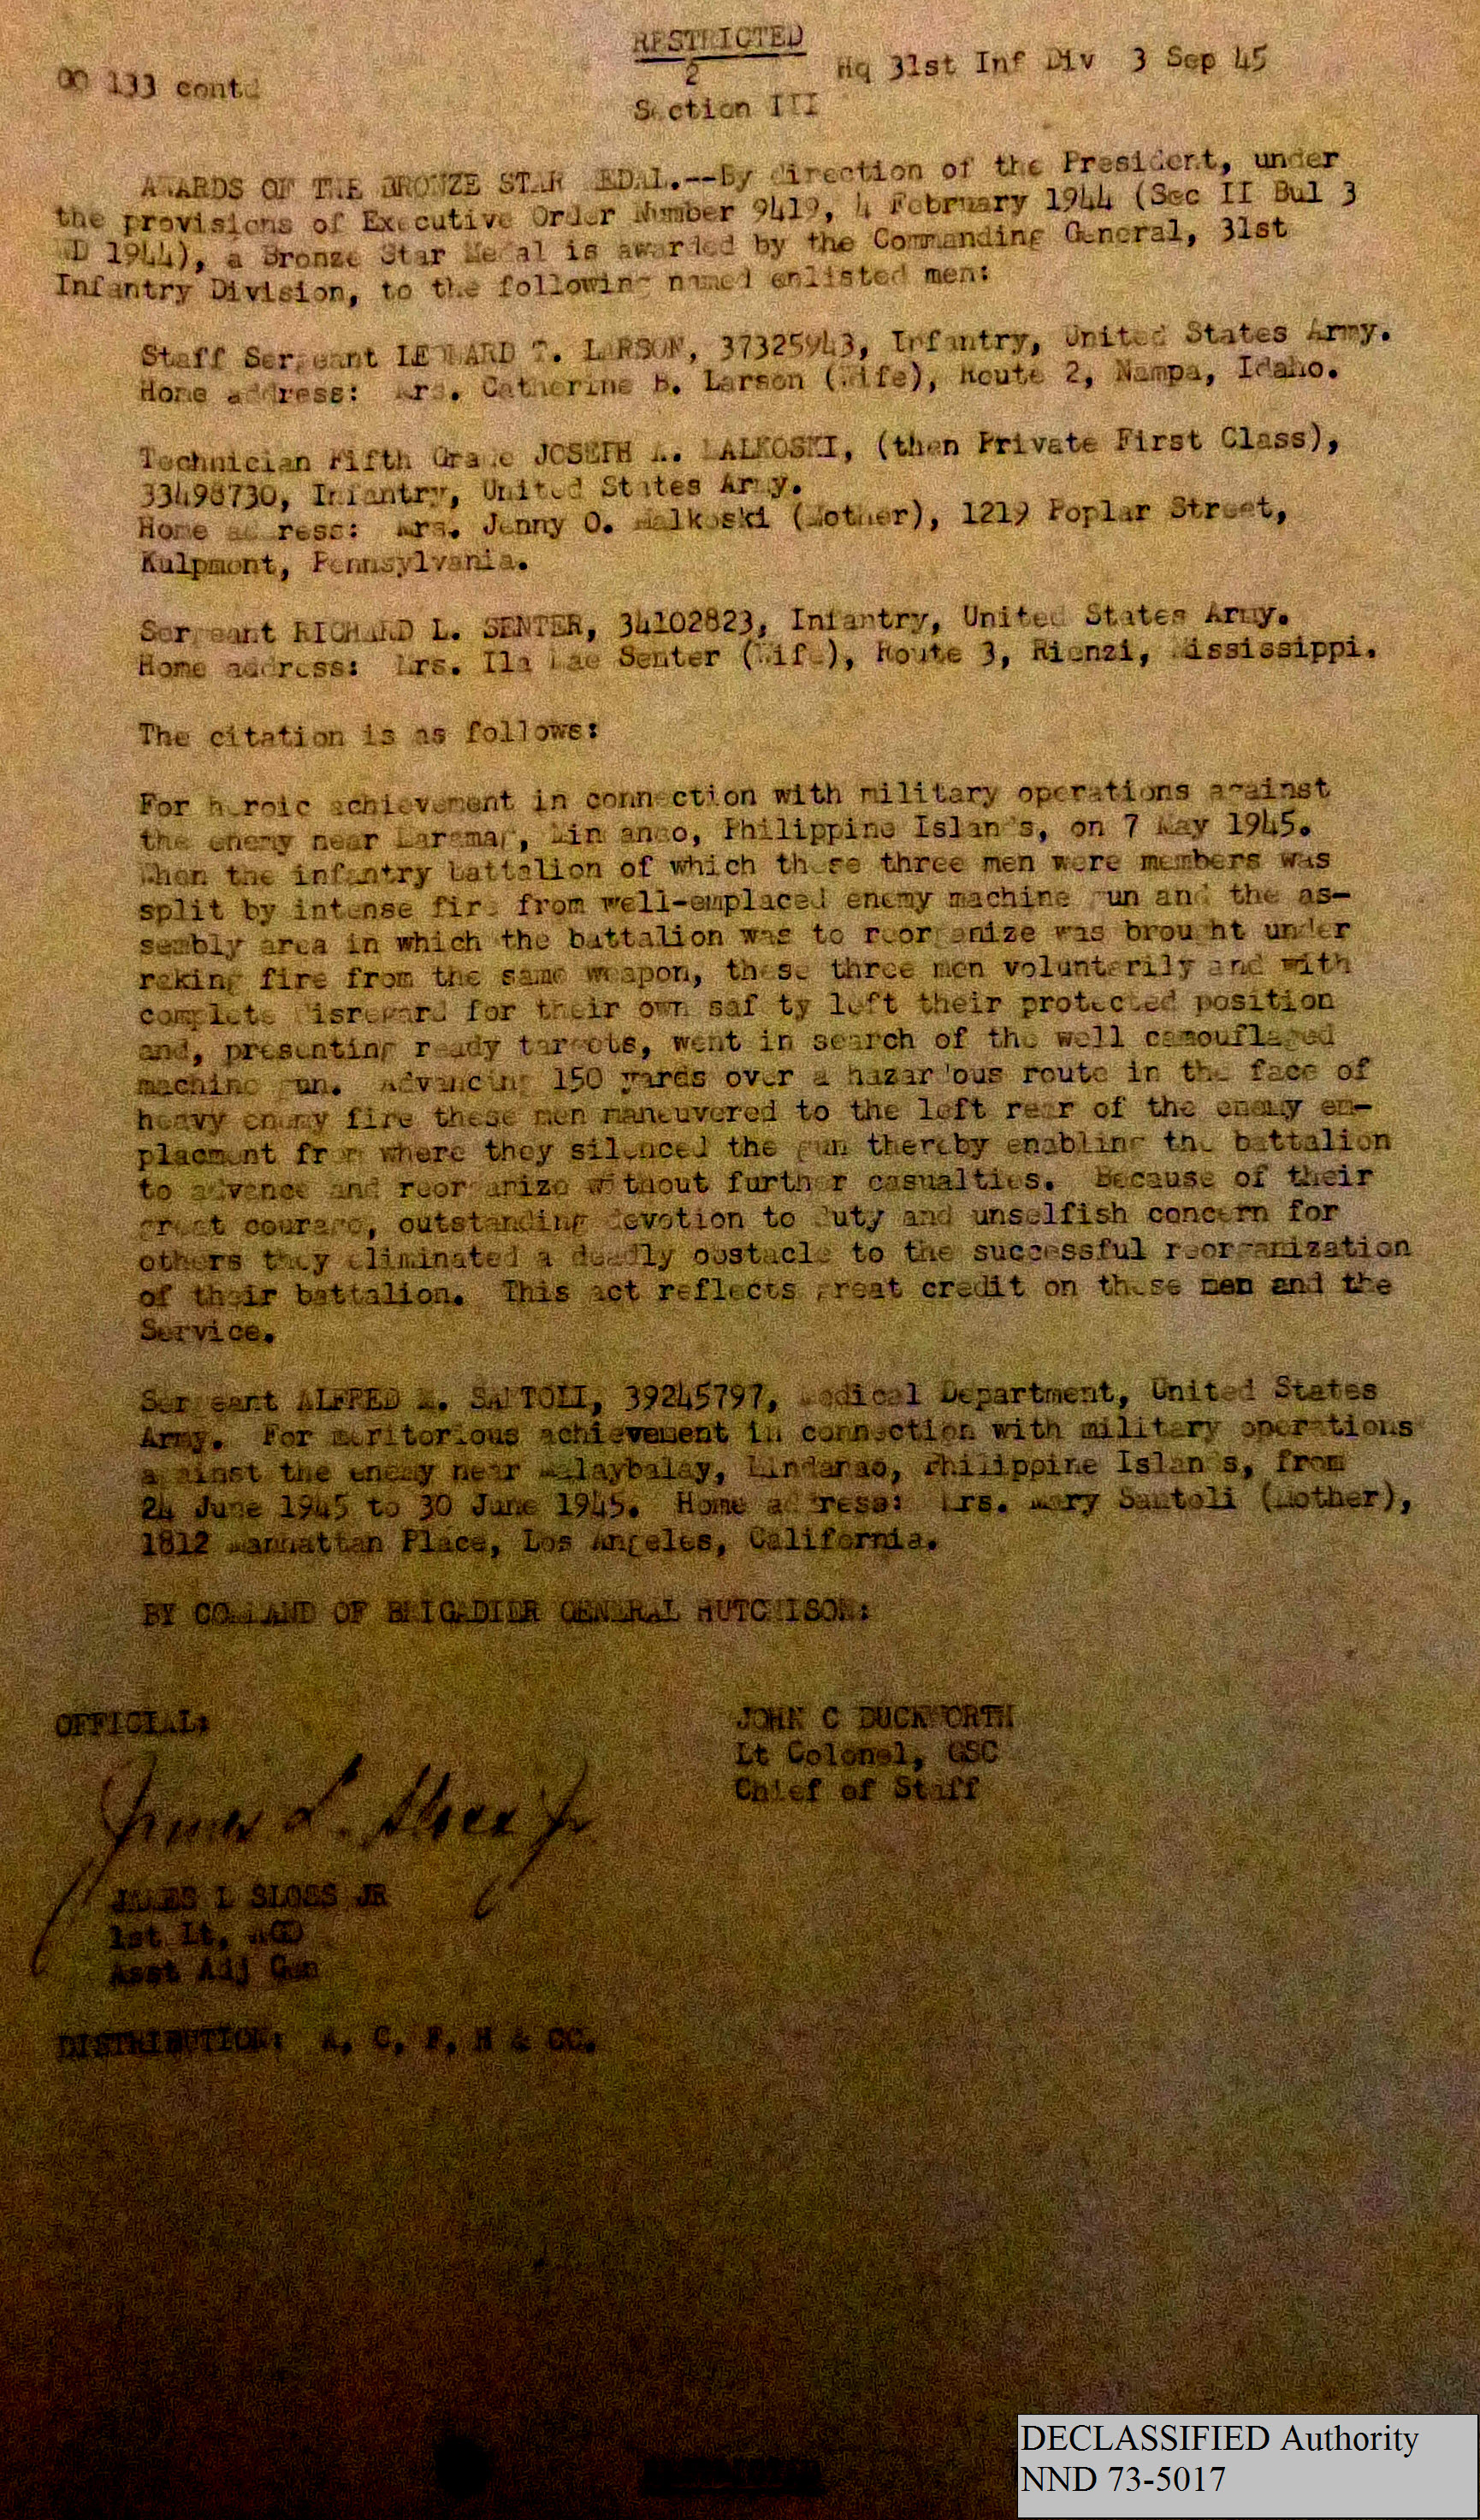 RESTRICTED
GO 133 contd
2
Hq 31st Inf Div 3 Sep 45
Section III
AWARDS OF THE BRONZE STAR MEDAL.--By direction of the President, under
the provisions of Executive Order Number 9419, 4 February 1944 (Sec II Bul 3
WD 1944), a Bronze Star Medal is awarded by the Commanding General, 31st
Infantry Division, to the following named enlisted men:
Staff Sergeant LEONARD T. LARSON, 37325943, Infantry, United States Army.
Home address: Mrs. Catherine B. Larson (Wife), Route 2, Nampa, Idaho.
Technician Fifth Grade JOSEPH A. MALKOSKI, (then Private First Class),
33498730, Infantry, United States Army.
Home address: Mrs. Jenny O. Malkoski (Mother), 1219 Poplar Street,
Kulpmont, Pennsylvania.
Sergeant RICHARD L. SENTER, 34102823, Infantry, United States Army.
Home address: Mrs. Ila Mae Senter (Wife), Route 3, Rienzi, Mississippi.
The citation is as follows:
For heroic achievement in connection with military operations against
the enemy near Mindanao, Philippine Islands, on 7 May 1945.
When the infantry battalion of which these three men were members was
split by intense fire from well-emplaced enemy machine gun and the as-
sembly area in which the battalion was to reorganize was brought under
raking fire from the same weapon, these three men voluntarily and with
complete disregard for their own safety left their protected position
and, presenting ready targets, went in search of the well camouflaged
machine gun. Advancing 150 yards over a hazardous route in the face of
heavy enemy fire these men maneuvered to the left rear of the enemy em-
placment from where they silenced the gun thereby enabling the battalion
to advance and reorganize without further casualties. Because of their
great courage, outstanding devotion to duty and unselfish concern for
others they eliminated a deadly obstacle to the successful reorganization
of their battalion. This act reflects great credit on these men and the
Service.
Sergeant ALFRED SANTOLI, 39245797, Medical Department, United States
Army. For meritorious achievement in connection with military operations
against the enemy near Malaybalay, Mindanao, Philippine Islands, from
24 June 1945 to 30 June 1945. Home address: Mrs. Mary Santoli (Mother),
1812 Manhattan Place, Los Angeles, California.
BY COMMAND OF BRIGADIER GENERAL HUTCHISON:
OFFICIAL:
JOHN C DUCKWORTH
Lt Colonel, GSC
Chief of Staff
James L. Sloss Jr
JAMES L SLOSS JR
1st Lt, AGD
Asst Adj Gen
DISTRIBUTION: A, C, F, H & CC.
DECLASSIFIED Authority
NND 73-5017